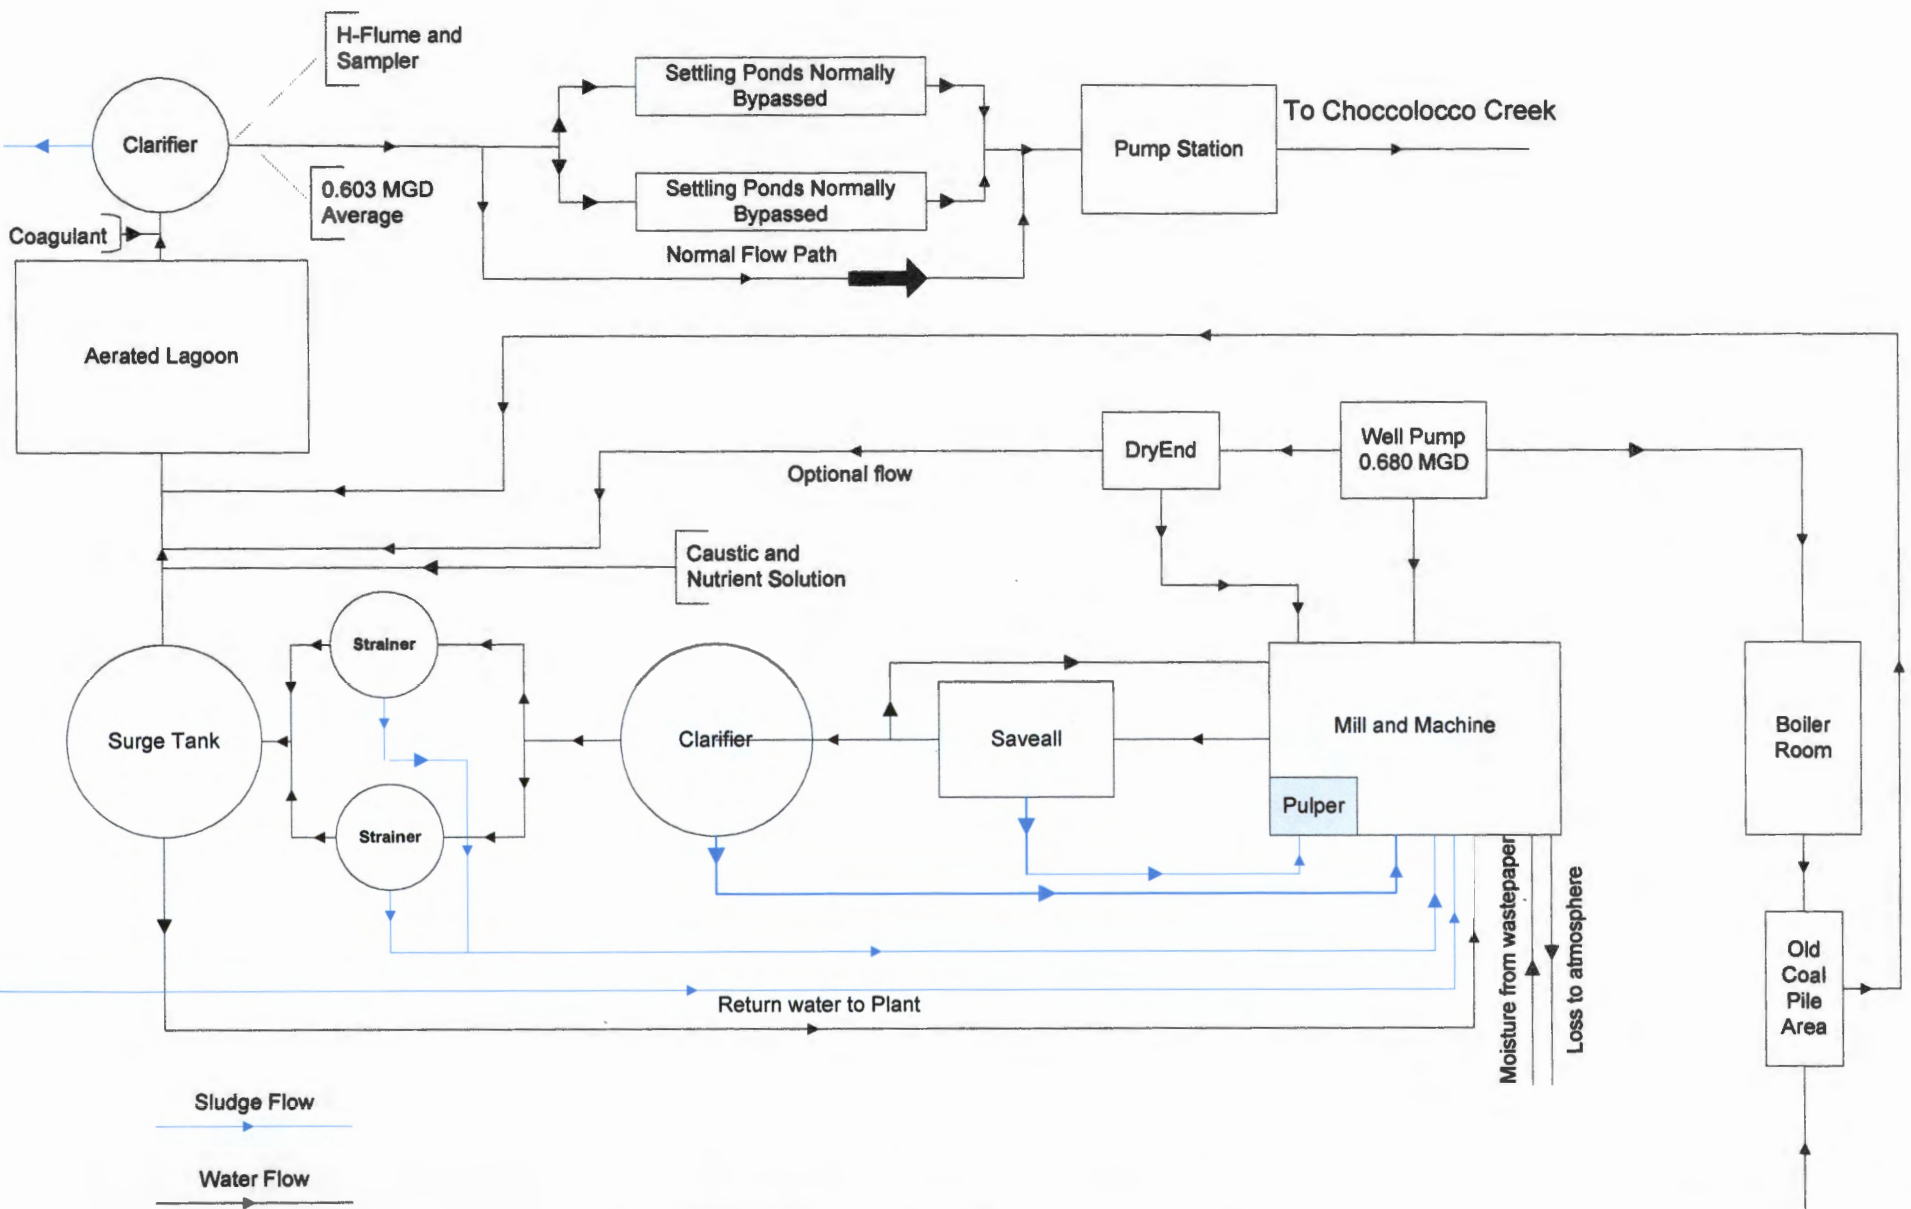 H-Flume and
Sampler
Clarifier
0.603 MGD
Average
Coagulant
Settling Ponds Normally
Bypassed
Settling Ponds Normally
Bypassed
Normal Flow Path
Pump Station
To Choccolocco Creek
Aerated Lagoon
DryEnd
Well Pump
0.680 MGD
Optional flow
Caustic and
Nutrient Solution
Strainer
Surge Tank
Clarifier
Saveall
Mill and Machine
Boiler
Room
Pulper
Strainer
Moisture from wastepaper
Loss to atmosphere
Old
Coal
Pile
Area
Return water to Plant
Sludge Flow
Water Flow